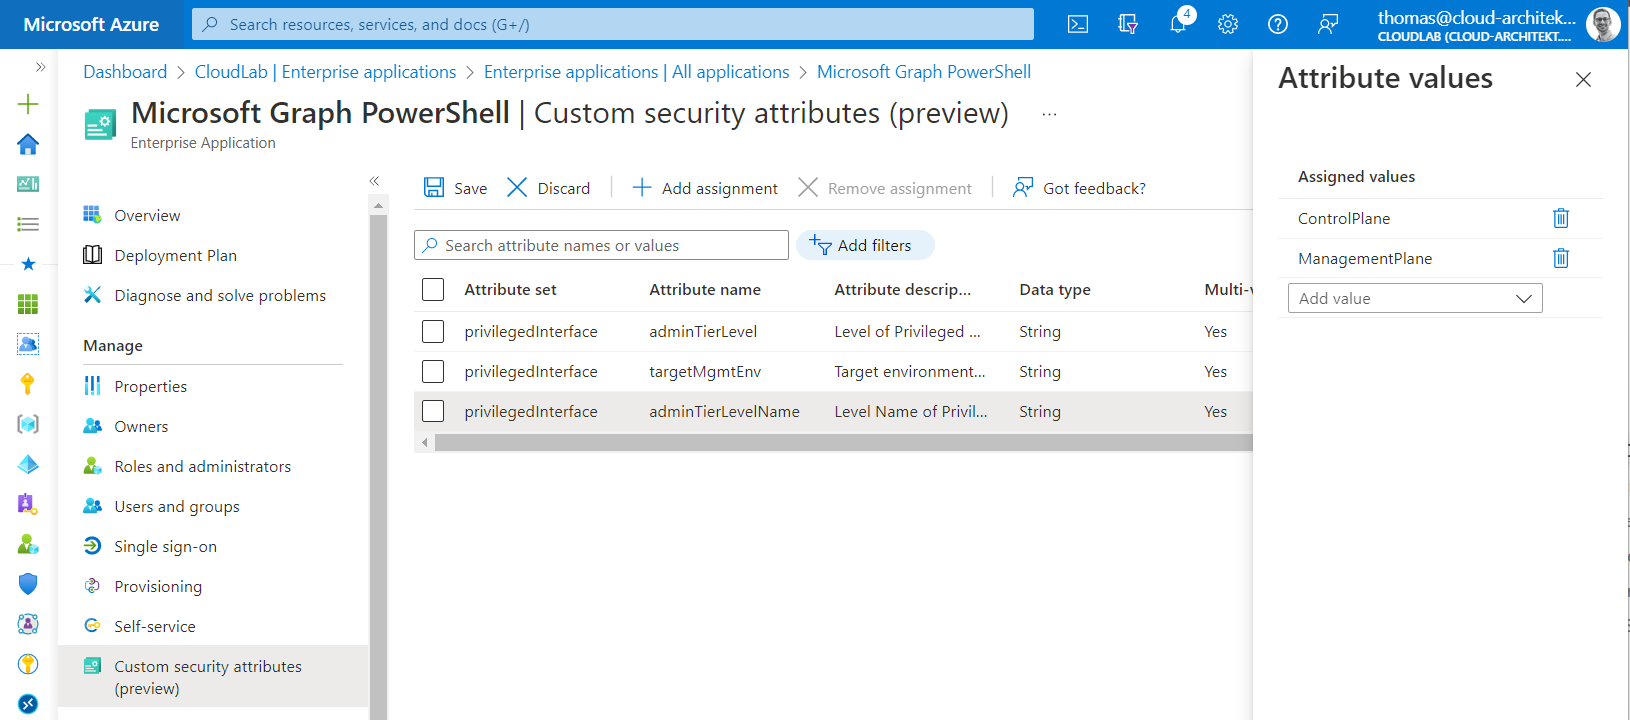 Microsoft Azure
Search resources, services, and docs (G+/)
4
thomas@cloud-architek...
CLOUDLAB (CLOUD-ARCHITEKT....
Dashboard > CloudLab | Enterprise applications > Enterprise applications | All applications > Microsoft Graph PowerShell
Microsoft Graph PowerShell | Custom security attributes (preview) ...
Enterprise Application
Overview
Deployment Plan
Diagnose and solve problems
Manage
Properties
Owners
Roles and administrators
Users and groups
Single sign-on
Provisioning
Self-service
Custom security attributes
(preview)
Save Discard Add assignment Remove assignment Got feedback?
Search attribute names or values Add filters
Attribute set Attribute name Attribute descrip... Data type Multi-
privilegedInterface adminTierLevel Level of Privileged ... String Yes
privilegedInterface targetMgmtEnv Target environment... String Yes
privilegedInterface adminTierLevelName Level Name of Privil... String Yes
Attribute values
Assigned values
ControlPlane
ManagementPlane
Add value